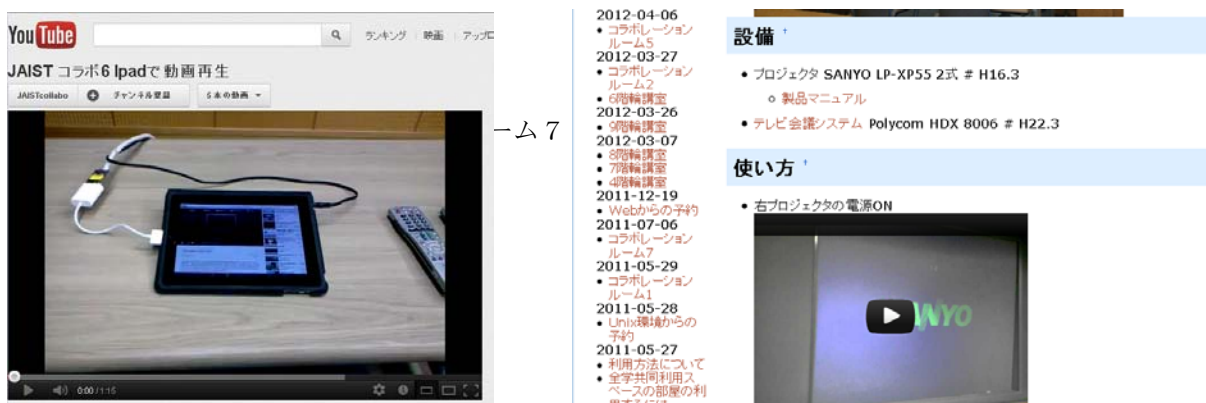 YouTube
ランキング 映画 アップロ
JAIST コラボ6 Ipadで動画再生
JAISTcollabo チャンネル登録 5 本の動画
0:00 / 1:15
ーム 7
2012-04-06
コラボレーション
ルーム5
2012-03-27
コラボレーション
ルーム2
6階輪講室
2012-03-26
9階輪講室
2012-03-07
8階輪講室
7階輪講室
4階輪講室
2011-12-19
Webからの予約
2011-07-06
コラボレーション
ルーム7
2011-05-29
コラボレーション
ルーム1
2011-05-28
Unix環境からの
予約
2011-05-27
利用方法について
全学共同利用ス
ペースの部屋の利
設備 †
プロジェクタ SANYO LP-XP55 2式 # H16.3
製品マニュアル
テレビ会議システム Polycom HDX 8006 # H22.3
使い方 †
右プロジェクタの電源ON
NYO